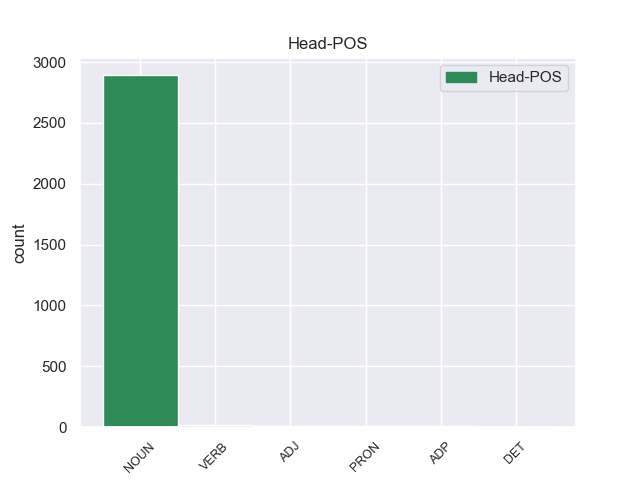 Head-POS
Head-POS
3000
2500
2000
1500
1000
500
0
count
NOUN
VERB
ADJ
PRON
ADP
DET